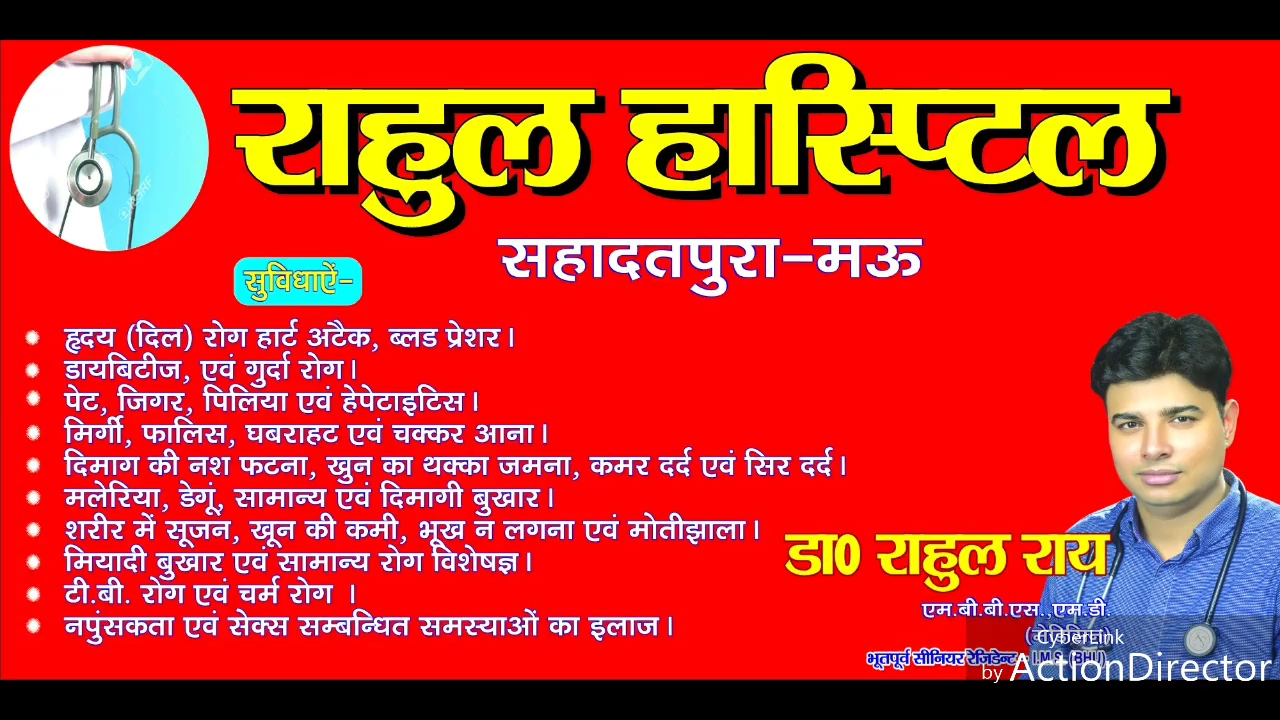 राहुल हास्पिटल
सहादतपुरा-मऊ
सुविधाऐं-
हृदय (दिल) रोग हार्ट अटैक, ब्लड प्रेशर।
डायबिटीज, एवं गुर्दा रोग।
पेट, जिगर, पिलिया एवं हेपेटाइटिस।
मिर्गी, फालिस, घबराहट एवं चक्कर आना।
दिमाग की नश फटना, खुन का थक्का जमना, कमर दर्द एवं सिर दर्द।
मलेरिया, डेगूं, सामान्य एवं दिमागी बुखार।
शरीर में सूजन, खून की कमी, भूख न लगना एवं मोतीझाला।
मियादी बुखार एवं सामान्य रोग विशेषज्ञ।
टी.बी. रोग एवं चर्म रोग ।
नपुंसकता एवं सेक्स सम्बन्धित समस्याओं का इलाज।
डा0 राहुल राय
एम.बी.बी.एस. एम.डी.
भूतपूर्व सीनियर रेजिडेन्ट I.M.S. (BHU)
CyberLink
by ActionDirector